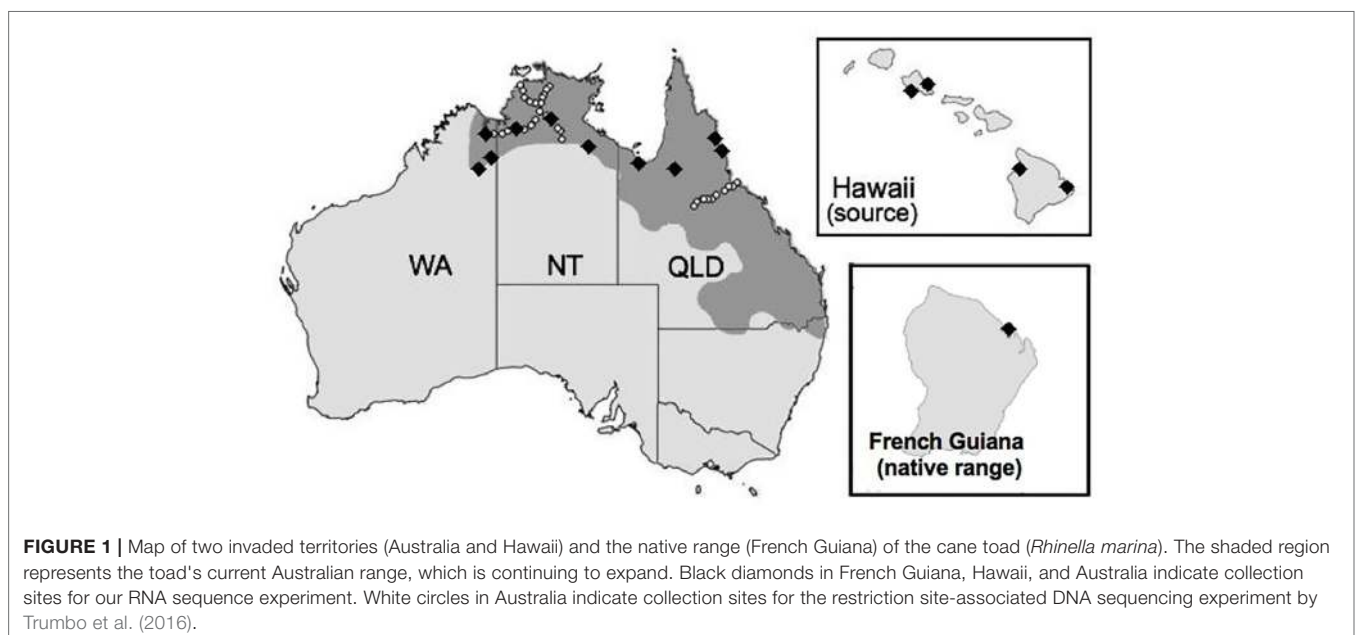 WA
NT
QLD
Hawaii
(source)
French Guiana
(native range)
FIGURE 1 | Map of two invaded territories (Australia and Hawaii) and the native range (French Guiana) of the cane toad (Rhinella marina). The shaded region
represents the toad's current Australian range, which is continuing to expand. Black diamonds in French Guiana, Hawaii, and Australia indicate collection
sites for our RNA sequence experiment. White circles in Australia indicate collection sites for the restriction site-associated DNA sequencing experiment by
Trumbo et al. (2016).